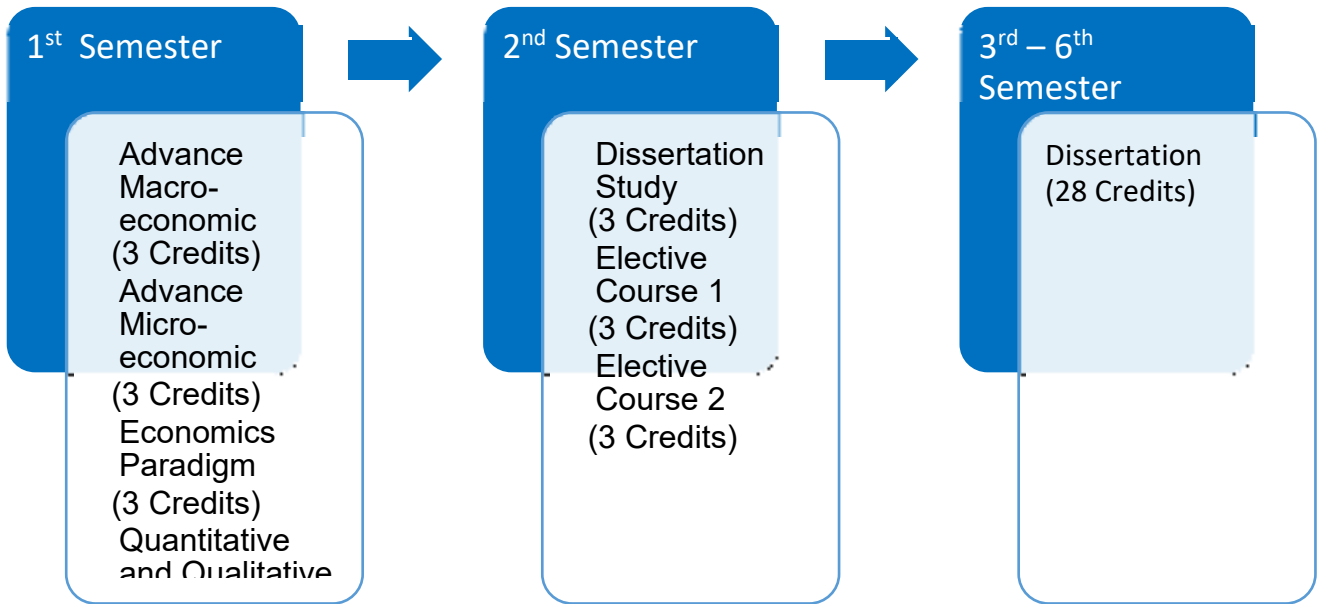 1st Semester
Advance
Macro-
economic
(3 Credits)
Advance
Micro-
economic
(3 Credits)
Economics
Paradigm
(3 Credits)
Quantitative
and Qualitative
2nd Semester
Dissertation
Study
(3 Credits)
Elective
Course 1
(3 Credits)
Elective
Course 2
(3 Credits)
3rd – 6th
Semester
Dissertation
(28 Credits)